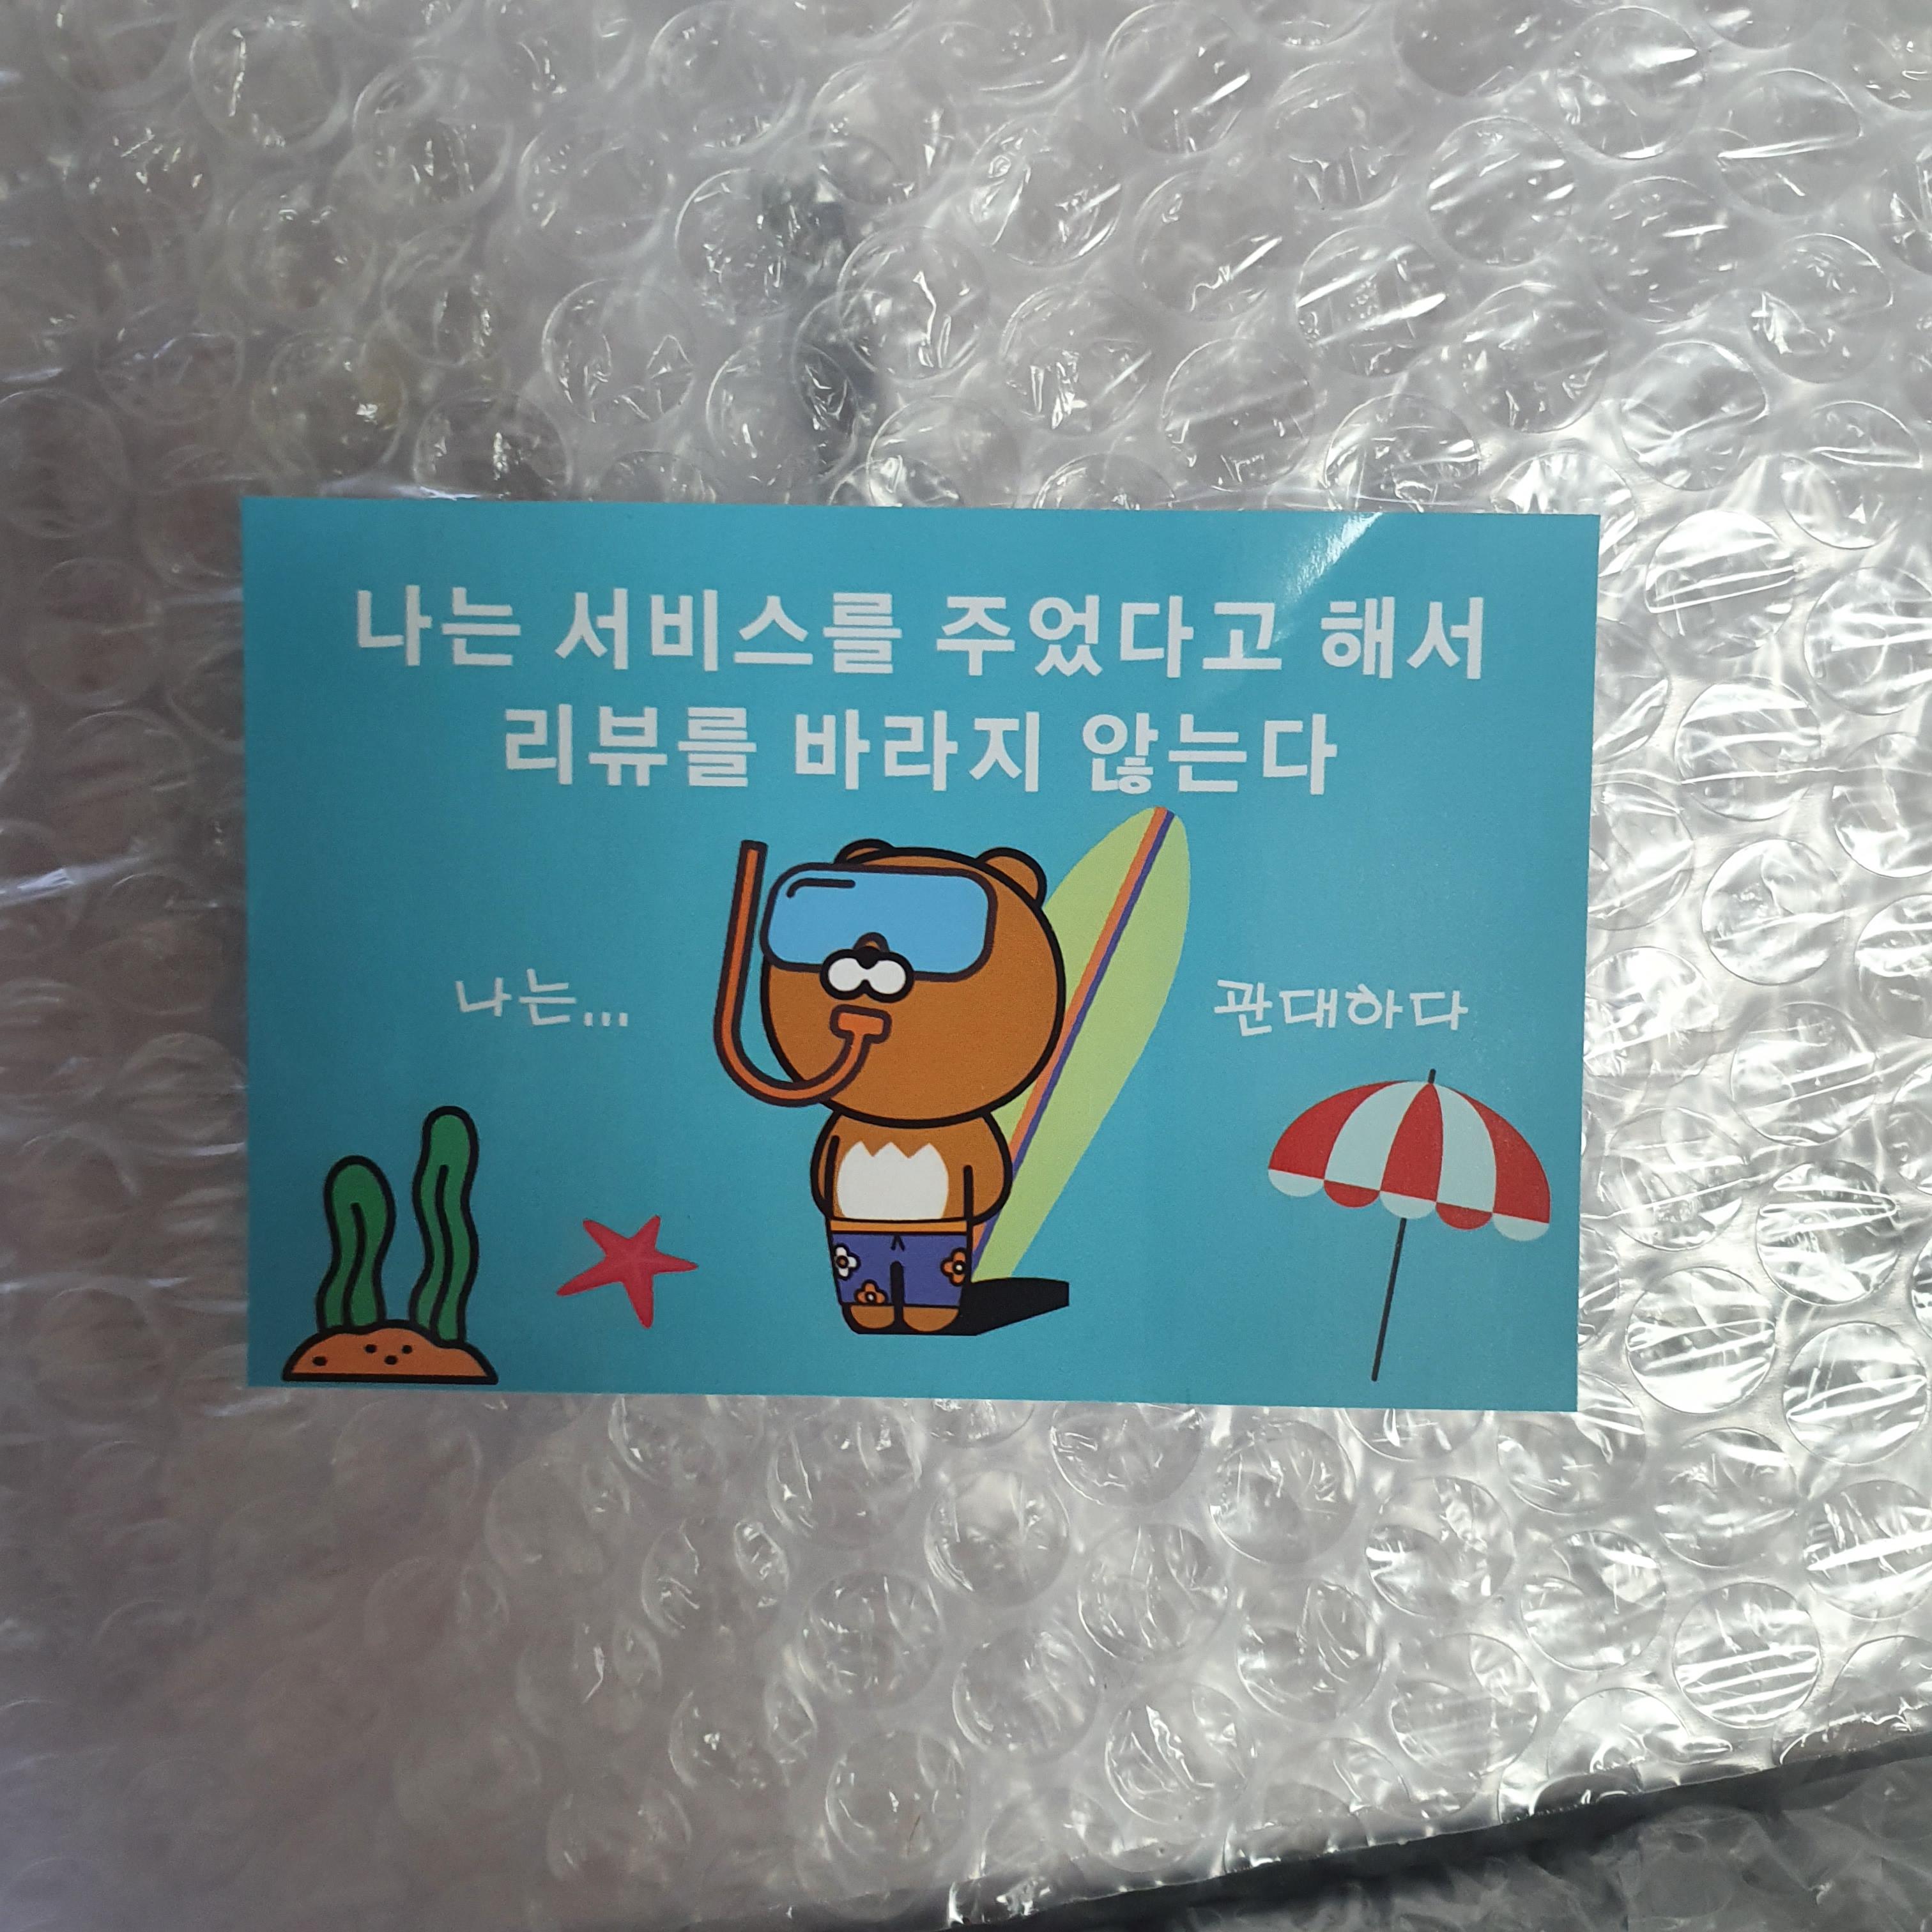 나는 서비스를 주었다고 해서
리뷰를 바라지 않는다
나는... 관대하다